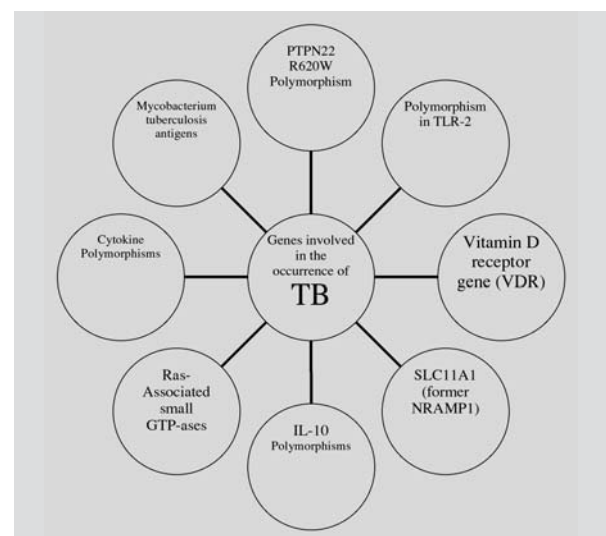 PTPN22
R620W
Polymorphism
Polymorphism
in TLR-2
Vitamin D
receptor
gene (VDR)
SLC11A1
(former
NRAMP1)
IL-10
Polymorphisms
Ras-
Associated
small
GTP-ases
Cytokine
Polymorphisms
Mycobacterium
tuberculosis
antigens
Genes involved
in the
occurrence of
TB